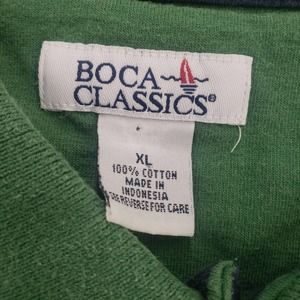 BOCA
CLASSICS®
XL
100% COTTON
MADE IN
INDONESIA
SEE REVERSE FOR CARE